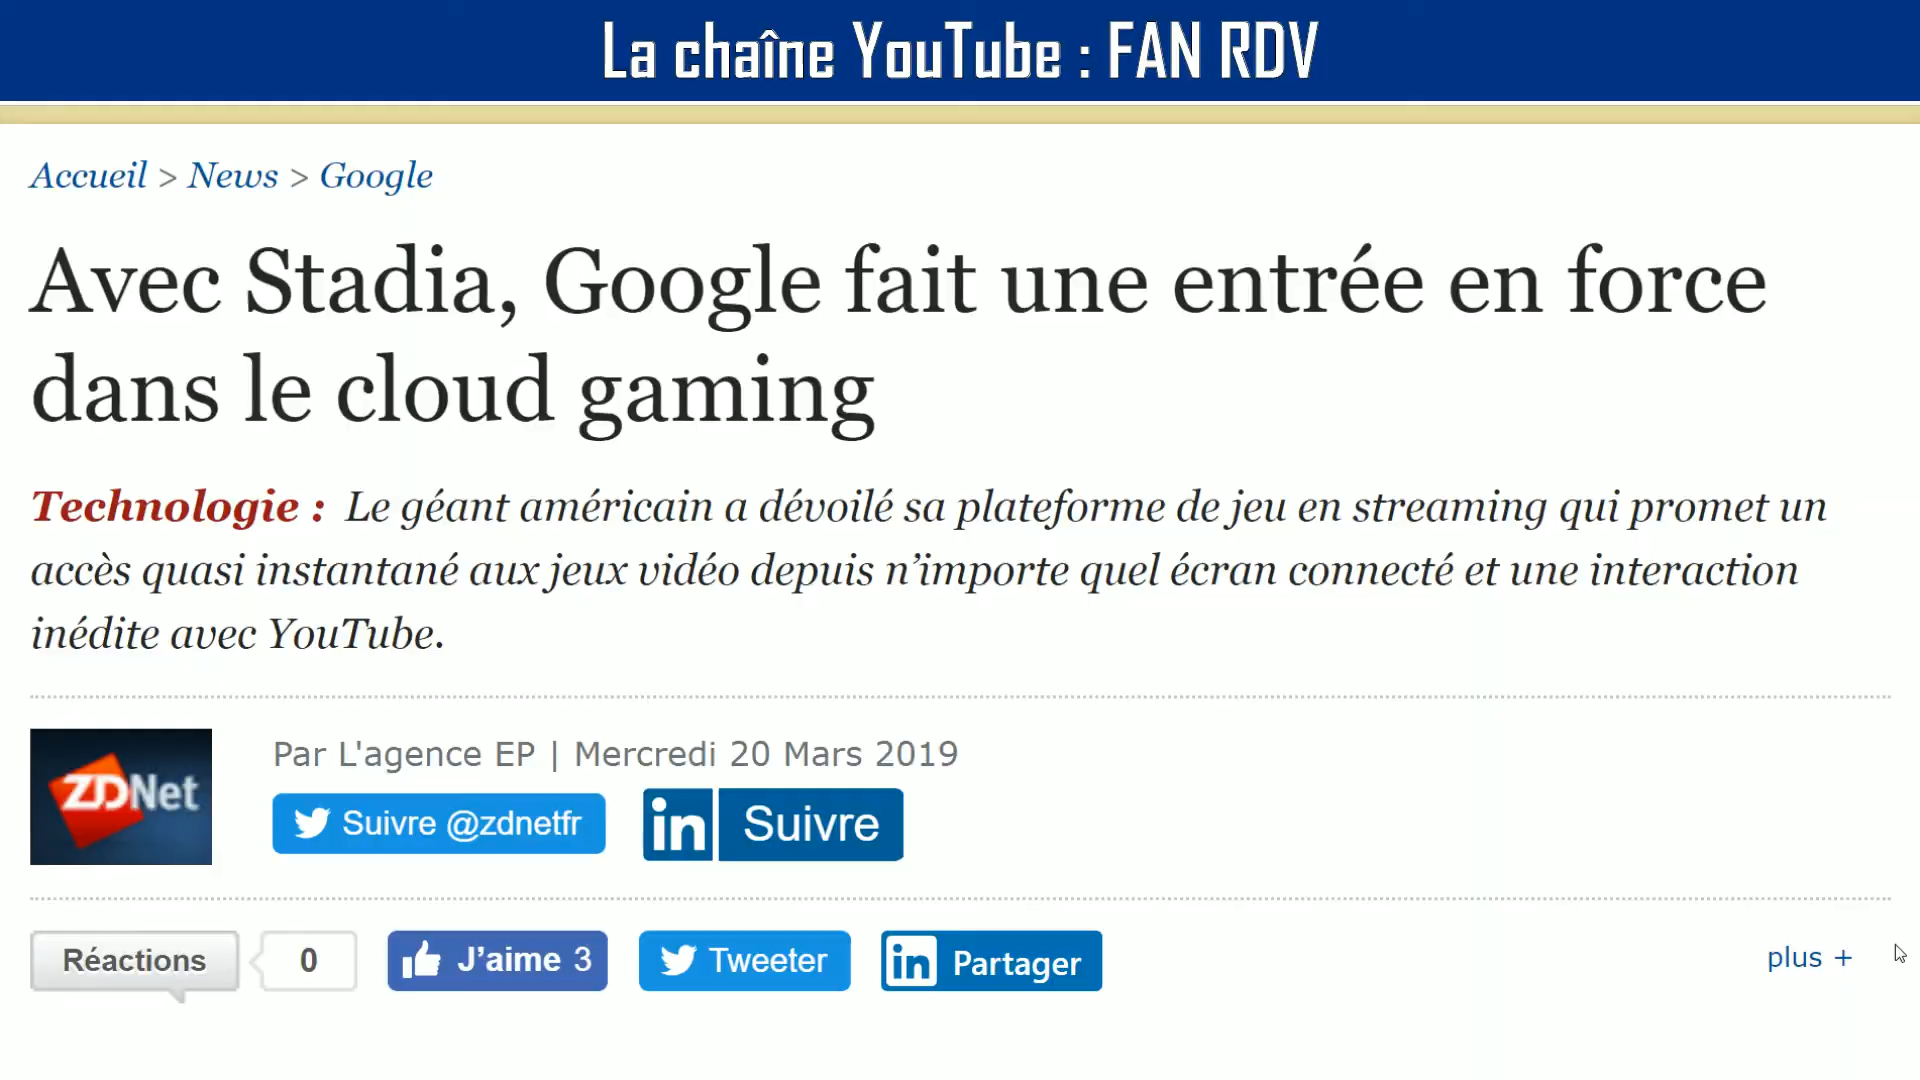 La chaîne YouTube : FAN RDV
Accueil > News > Google
Avec Stadia, Google fait une entrée en force
dans le cloud gaming
Technologie : Le géant américain a dévoilé sa plateforme de jeu en streaming qui promet un
accès quasi instantané aux jeux vidéo depuis n’importe quel écran connecté et une interaction
inédite avec YouTube.
ZDNet
Par L'agence EP | Mercredi 20 Mars 2019
Suivre @zdnetfr
in Suivre
Réactions 0 J’aime 3 Tweeter in Partager plus +